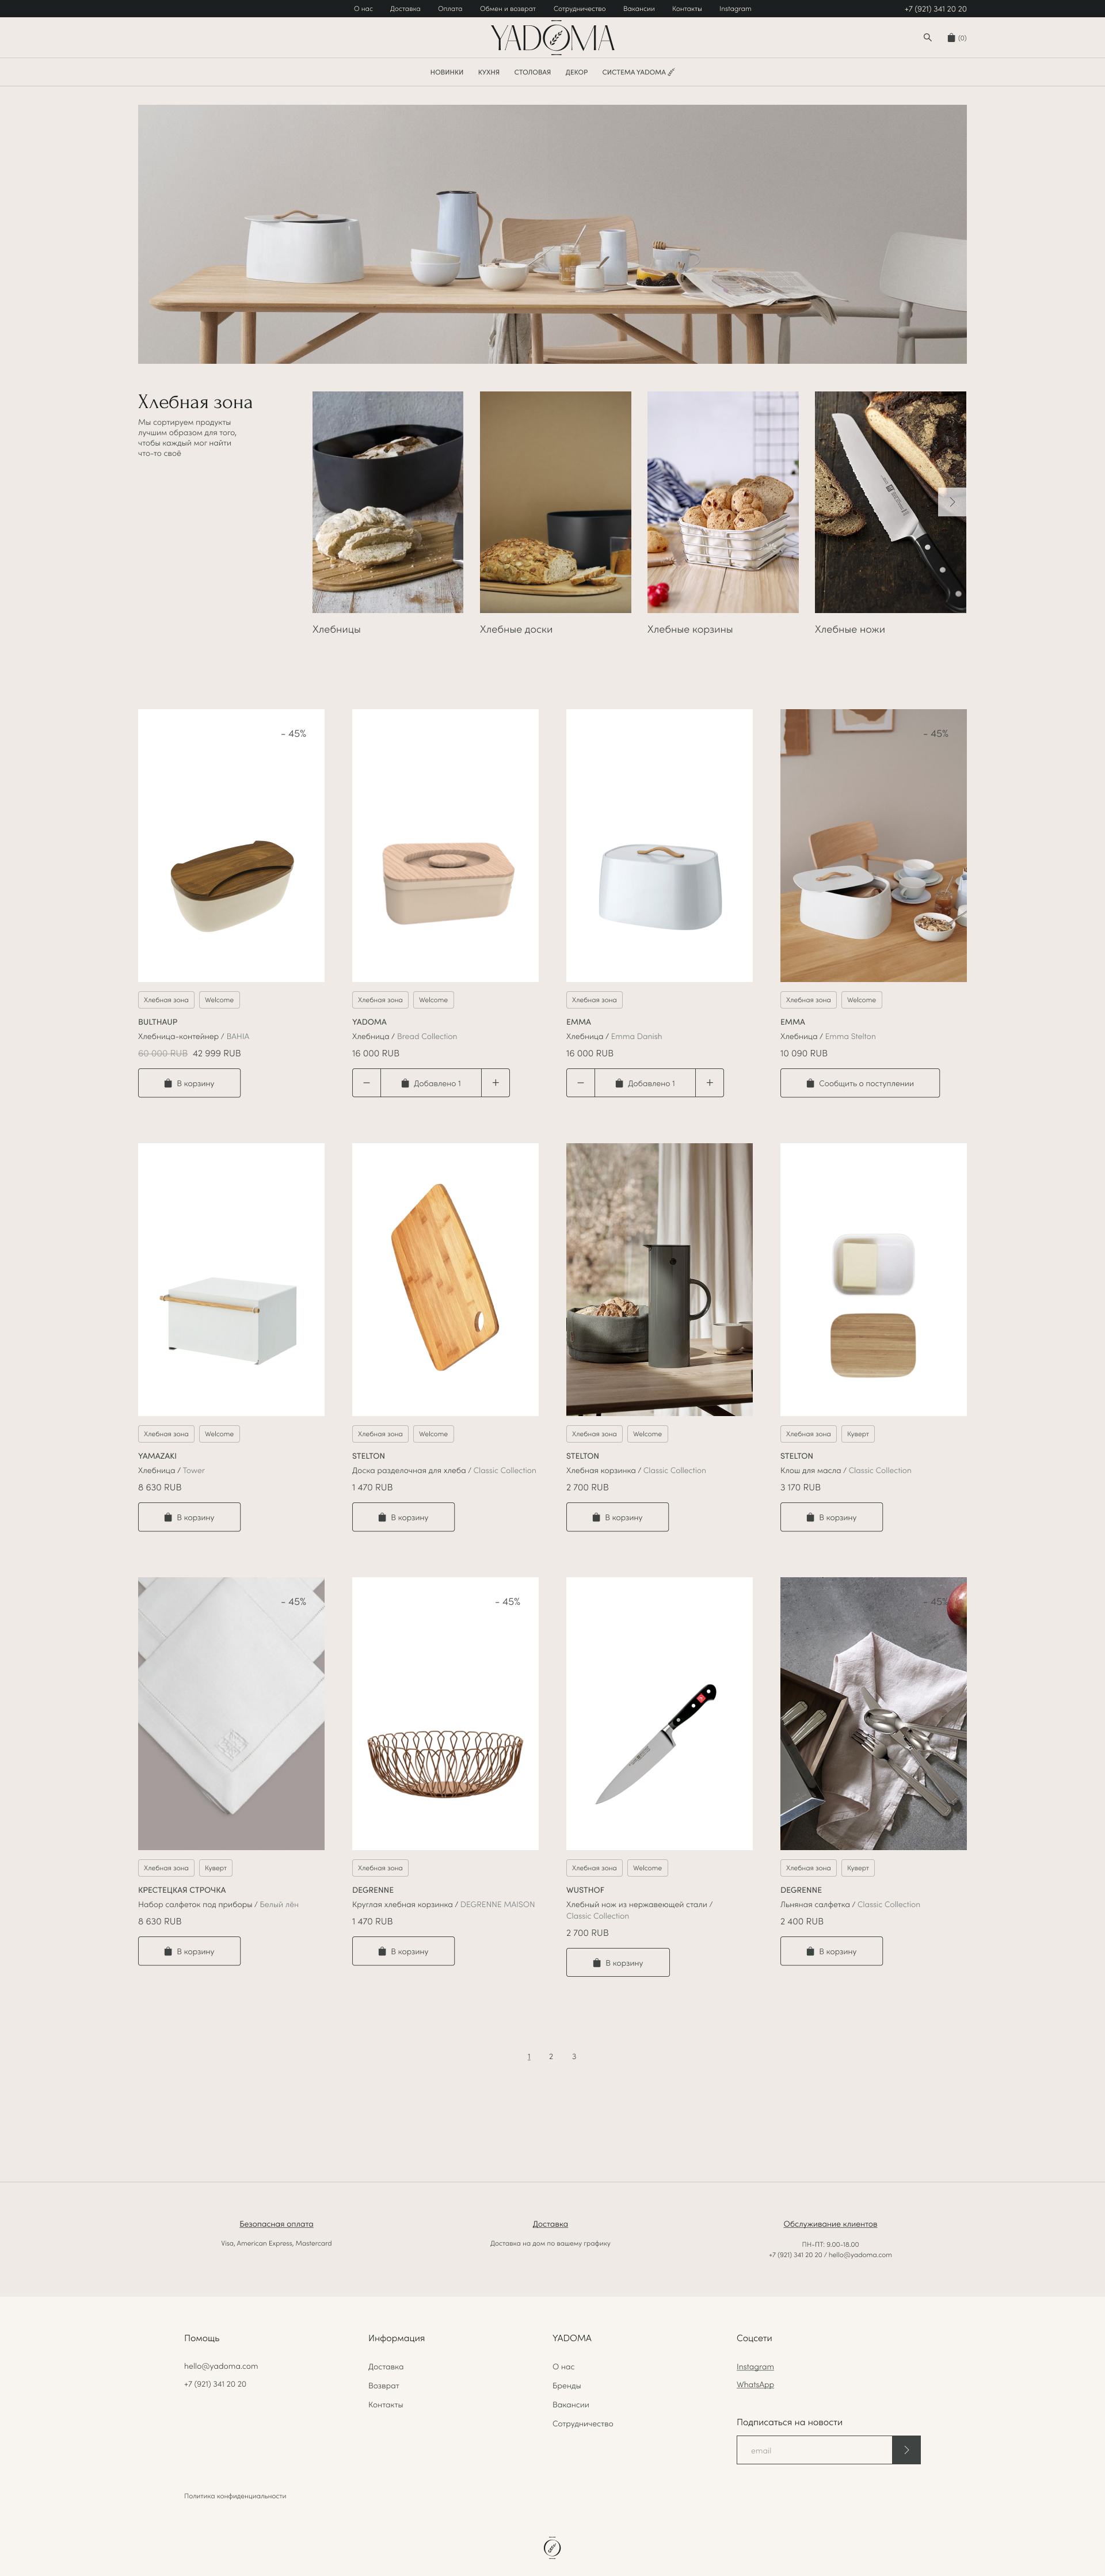 О нас Доставка Оплата Обмен и возврат Сотрудничество Вакансии Контакты Instagram +7 (921) 341 20 20
YADOMA
(0)
НОВИНКИ КУХНЯ СТОЛОВАЯ ДЕКОР СИСТЕМА YADOMA
Хлебная зона
Мы сортируем продукты
лучшим образом для того,
чтобы каждый мог найти
что-то своё
Хлебницы Хлебные доски Хлебные корзины Хлебные ножи
- 45% - 45%
Хлебная зона Welcome
BULTHAUP
Хлебница-контейнер / BAHIA
60 000 RUB 42 999 RUB
В корзину
Хлебная зона Welcome
YADOMA
Хлебница / Bread Collection
16 000 RUB
− Добавлено 1 +
Хлебная зона
EMMA
Хлебница / Emma Danish
16 000 RUB
− Добавлено 1 +
Хлебная зона Welcome
EMMA
Хлебница / Emma Stelton
10 090 RUB
Сообщить о поступлении
Хлебная зона Welcome
YAMAZAKI
Хлебница / Tower
8 630 RUB
В корзину
Хлебная зона Welcome
STELTON
Доска разделочная для хлеба / Classic Collection
1 470 RUB
В корзину
Хлебная зона Welcome
STELTON
Хлебная корзинка / Classic Collection
2 700 RUB
В корзину
Хлебная зона Куверт
STELTON
Клош для масла / Classic Collection
3 170 RUB
В корзину
- 45% - 45% - 45%
Хлебная зона Куверт
КРЕСТЕЦКАЯ СТРОЧКА
Набор салфеток под приборы / Белый лён
8 630 RUB
В корзину
Хлебная зона
DEGRENNE
Круглая хлебная корзинка / DEGRENNE MAISON
1 470 RUB
В корзину
Хлебная зона Welcome
WUSTHOF
Хлебный нож из нержавеющей стали /
Classic Collection
2 700 RUB
В корзину
Хлебная зона Куверт
DEGRENNE
Льняная салфетка / Classic Collection
2 400 RUB
В корзину
1 2 3
Безопасная оплата
Visa, American Express, Mastercard
Доставка
Доставка на дом по вашему графику
Обслуживание клиентов
ПН-ПТ: 9.00-18.00
+7 (921) 341 20 20 / hello@yadoma.com
Помощь
hello@yadoma.com
+7 (921) 341 20 20
Информация
Доставка
Возврат
Контакты
YADOMA
О нас
Бренды
Вакансии
Сотрудничество
Соцсети
Instagram
WhatsApp
Подписаться на новости
email
Политика конфиденциальности